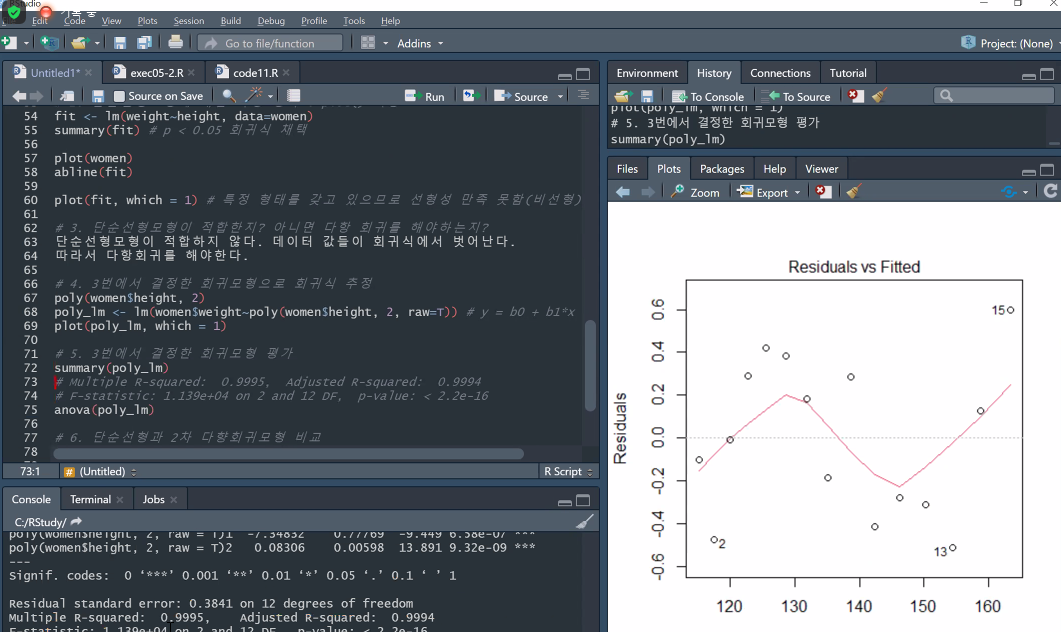 RStudio
Edit Code View Plots Session Build Debug Profile Tools Help
Go to file/function Addins Project: (None)
Untitled1* exec05-2.R code11.R
Source on Save Run Source
54 fit <- lm(weight~height, data=women)
55 summary(fit) # p < 0.05 회귀식 채택
56
57 plot(women)
58 abline(fit)
59
60 plot(fit, which = 1) # 특정 형태를 갖고 있으므로 선형성 만족 못함(비선형)
61
62 # 3. 단순선형모형이 적합한지? 아니면 다항 회귀를 해야하는지?
63 단순선형모형이 적합하지 않다. 데이터 값들이 회귀식에서 벗어난다.
64 따라서 다항회귀를 해야한다.
65
66 # 4. 3번에서 결정한 회귀모형으로 회귀식 추정
67 poly(women$height, 2)
68 poly_lm <- lm(women$weight~poly(women$height, 2, raw=T)) # y = b0 + b1*x
69 plot(poly_lm, which = 1)
70
71 # 5. 3번에서 결정한 회귀모형 평가
72 summary(poly_lm)
73 # Multiple R-squared: 0.9995, Adjusted R-squared: 0.9994
74 # F-statistic: 1.139e+04 on 2 and 12 DF, p-value: < 2.2e-16
75 anova(poly_lm)
76
77 # 6. 단순선형과 2차 다항회귀모형 비교
78
73:1 # (Untitled) R Script
Console Terminal Jobs
C:/RStudy/
poly(women$height, 2, raw = T)1 -7.34832 0.77769 -9.449 6.58e-07 ***
poly(women$height, 2, raw = T)2 0.08306 0.00598 13.891 9.32e-09 ***
---
Signif. codes: 0 ‘***’ 0.001 ‘**’ 0.01 ‘*’ 0.05 ‘.’ 0.1 ‘ ’ 1
Residual standard error: 0.3841 on 12 degrees of freedom
Multiple R-squared: 0.9995, Adjusted R-squared: 0.9994
F-statistic: 1.139e+04 on 2 and 12 DF, p-value: < 2.2e-16
Environment History Connections Tutorial
To Console To Source
plot(poly_lm, which = 1)
# 5. 3번에서 결정한 회귀모형 평가
summary(poly_lm)
Files Plots Packages Help Viewer
Zoom Export
Residuals vs Fitted
Residuals
0.6
0.4
0.2
0.0
-0.2
-0.4
-0.6
15
2
13
120 130 140 150 160